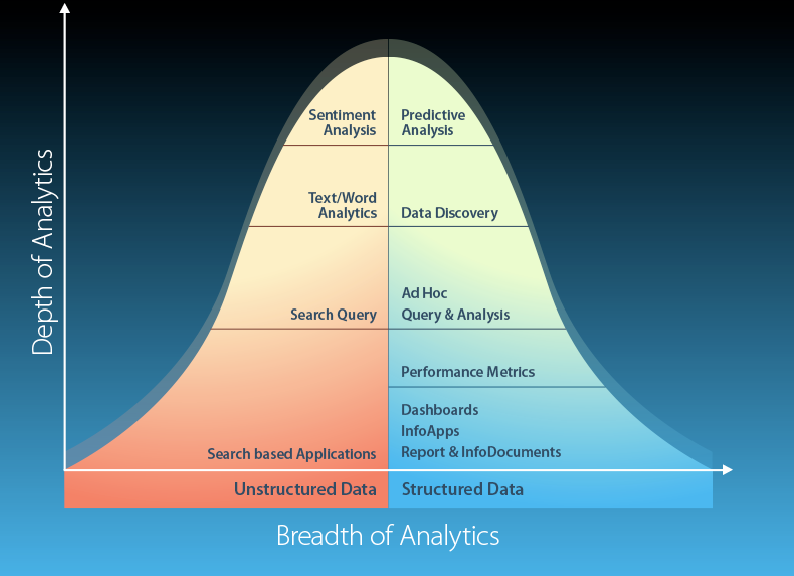 Depth of Analytics
Sentiment
Analysis
Predictive
Analysis
Text/Word
Analytics
Data Discovery
Search Query
Ad Hoc
Query & Analysis
Performance Metrics
Dashboards
InfoApps
Search based Applications
Report & InfoDocuments
Unstructured Data
Structured Data
Breadth of Analytics